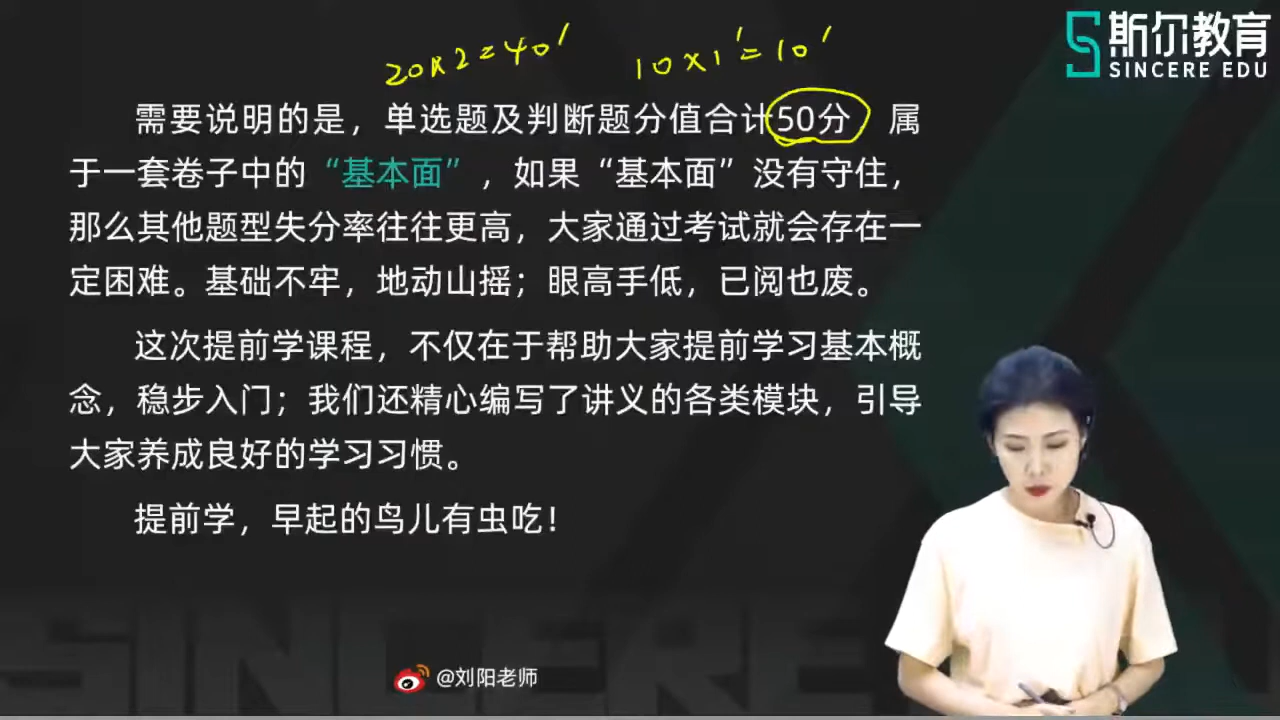 斯尔教育
SINCERE EDU
20×2=40'
10×1'=10'
需要说明的是，单选题及判断题分值合计50分 属
于一套卷子中的“基本面”，如果“基本面”没有守住，
那么其他题型失分率往往更高，大家通过考试就会存在一
定困难。基础不牢，地动山摇；眼高手低，已阅也废。
这次提前学课程，不仅在于帮助大家提前学习基本概
念，稳步入门；我们还精心编写了讲义的各类模块，引导
大家养成良好的学习习惯。
提前学，早起的鸟儿有虫吃！
SINCERE
@刘阳老师